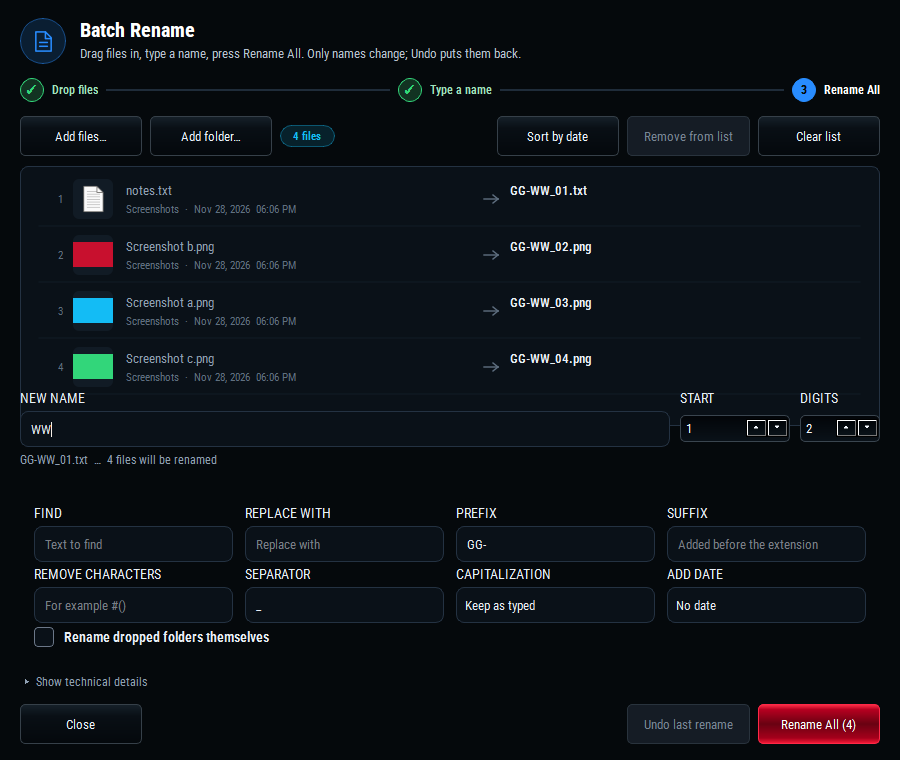 Batch Rename
Drag files in, type a name, press Rename All. Only names change; Undo puts them back.
✓ Drop files ✓ Type a name 3 Rename All
Add files… Add folder… 4 files Sort by date Remove from list Clear list
1 notes.txt → GG-WW_01.txt
Screenshots · Nov 28, 2026 06:06 PM
2 Screenshot b.png → GG-WW_02.png
Screenshots · Nov 28, 2026 06:06 PM
3 Screenshot a.png → GG-WW_03.png
Screenshots · Nov 28, 2026 06:06 PM
4 Screenshot c.png → GG-WW_04.png
Screenshots · Nov 28, 2026 06:06 PM
NEW NAME START DIGITS
WW 1 2
GG-WW_01.txt … 4 files will be renamed
FIND REPLACE WITH PREFIX SUFFIX
Text to find Replace with GG- Added before the extension
REMOVE CHARACTERS SEPARATOR CAPITALIZATION ADD DATE
For example #() _ Keep as typed No date
Rename dropped folders themselves
▸ Show technical details
Close Undo last rename Rename All (4)